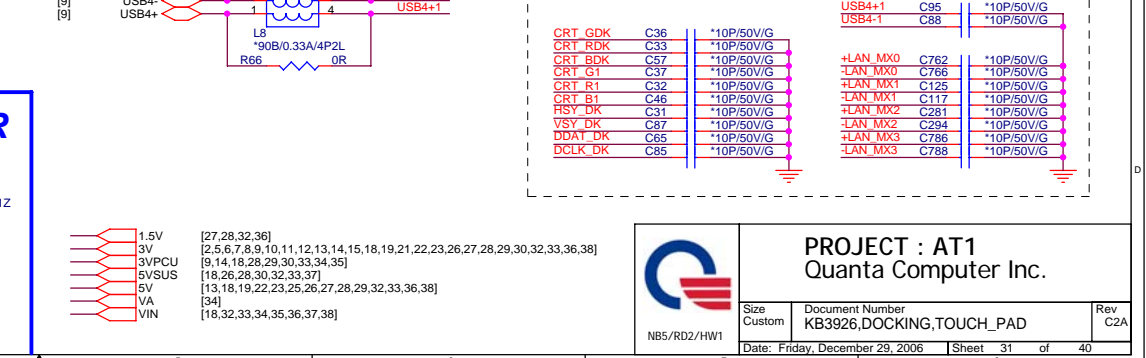 [9] USB4-
[9] USB4+ 1 4 USB4+1
L8
*90B/0.33A/4P2L
R66 0R
USB4+1 C95 *10P/50V/G
USB4-1 C88 *10P/50V/G
CRT_GDK C36 *10P/50V/G
CRT_RDK C33 *10P/50V/G
CRT_BDK C57 *10P/50V/G
CRT_G1 C37 *10P/50V/G
CRT_R1 C32 *10P/50V/G
CRT_B1 C46 *10P/50V/G
HSY_DK C31 *10P/50V/G
VSY_DK C87 *10P/50V/G
DDAT_DK C65 *10P/50V/G
DCLK_DK C85 *10P/50V/G
+LAN_MX0 C762 *10P/50V/G
-LAN_MX0 C766 *10P/50V/G
+LAN_MX1 C125 *10P/50V/G
-LAN_MX1 C117 *10P/50V/G
+LAN_MX2 C281 *10P/50V/G
-LAN_MX2 C294 *10P/50V/G
+LAN_MX3 C786 *10P/50V/G
-LAN_MX3 C788 *10P/50V/G
R
D
1.5V [27,28,32,36]
3V [2,5,6,7,8,9,10,11,12,13,14,15,18,19,21,22,23,26,27,28,29,30,32,33,36,38]
3VPCU [9,14,18,28,29,30,33,34,35]
5VSUS [18,26,28,30,32,33,37]
5V [13,18,19,22,23,25,26,27,28,29,32,33,36,38]
VA [34]
VIN [18,32,33,34,35,36,37,38]
NB5/RD2/HW1
PROJECT : AT1
Quanta Computer Inc.
Size
Custom
Document Number
KB3926,DOCKING,TOUCH_PAD
Rev
C2A
Date: Friday, December 29, 2006 Sheet 31 of 40